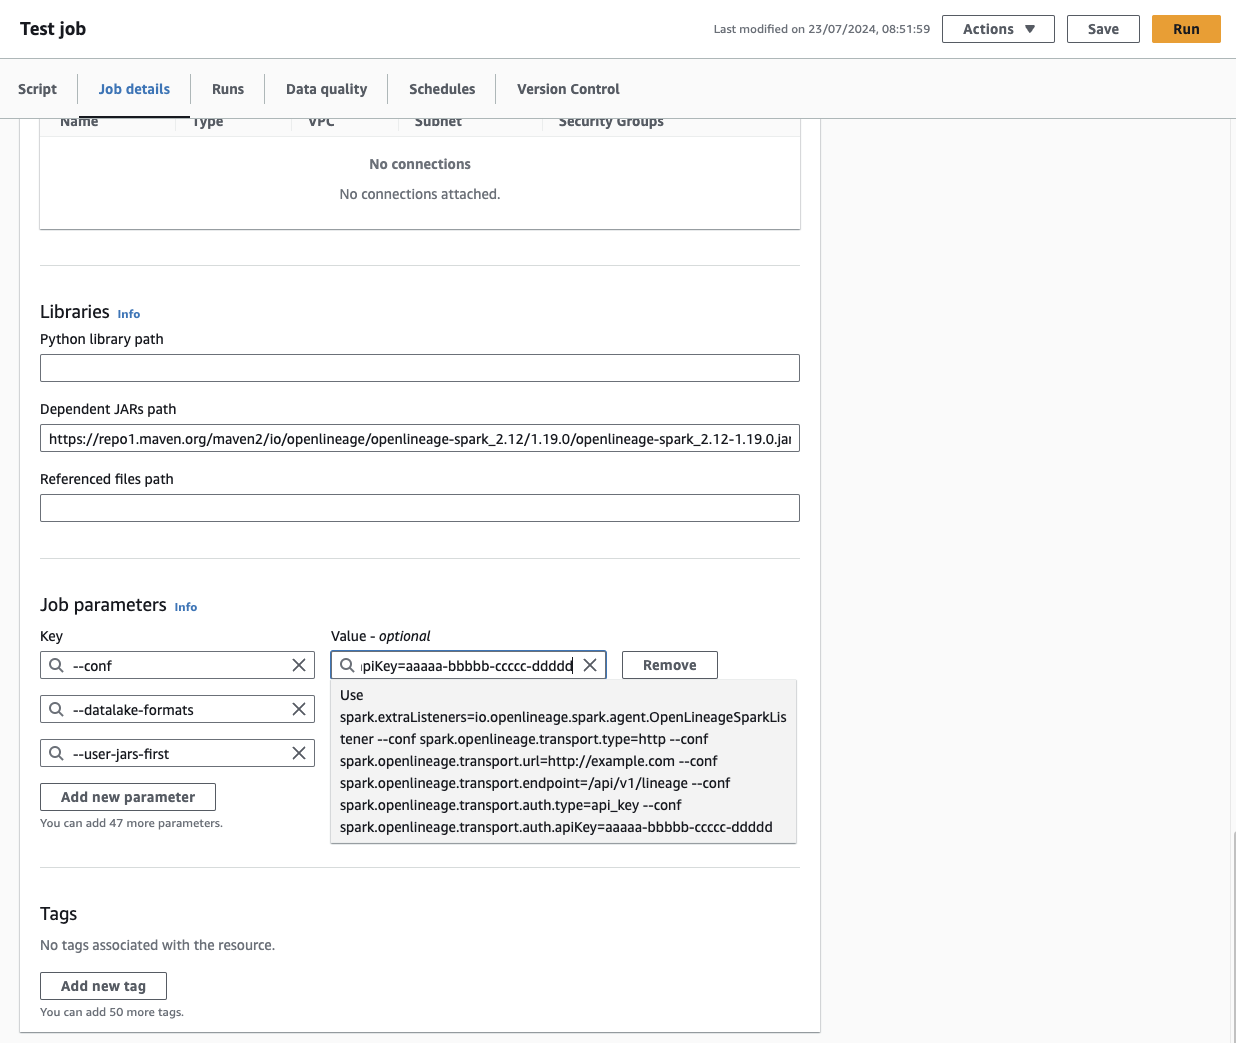 Test job
Last modified on 23/07/2024, 08:51:59
Actions
Save
Run
Script
Job details
Runs
Data quality
Schedules
Version Control
Name Type VPC Subnet Security Groups
No connections
No connections attached.
Libraries Info
Python library path
Dependent JARs path
https://repo1.maven.org/maven2/io/openlineage/openlineage-spark_2.12/1.19.0/openlineage-spark_2.12-1.19.0.jar
Referenced files path
Job parameters Info
Key Value - optional
--conf piKey=aaaaa-bbbbb-ccccc-ddddd Remove
--datalake-formats
--user-jars-first
Use
spark.extraListeners=io.openlineage.spark.agent.OpenLineageSparkLis
tener --conf spark.openlineage.transport.type=http --conf
spark.openlineage.transport.url=http://example.com --conf
spark.openlineage.transport.endpoint=/api/v1/lineage --conf
spark.openlineage.transport.auth.type=api_key --conf
spark.openlineage.transport.auth.apiKey=aaaaa-bbbbb-ccccc-ddddd
Add new parameter
You can add 47 more parameters.
Tags
No tags associated with the resource.
Add new tag
You can add 50 more tags.